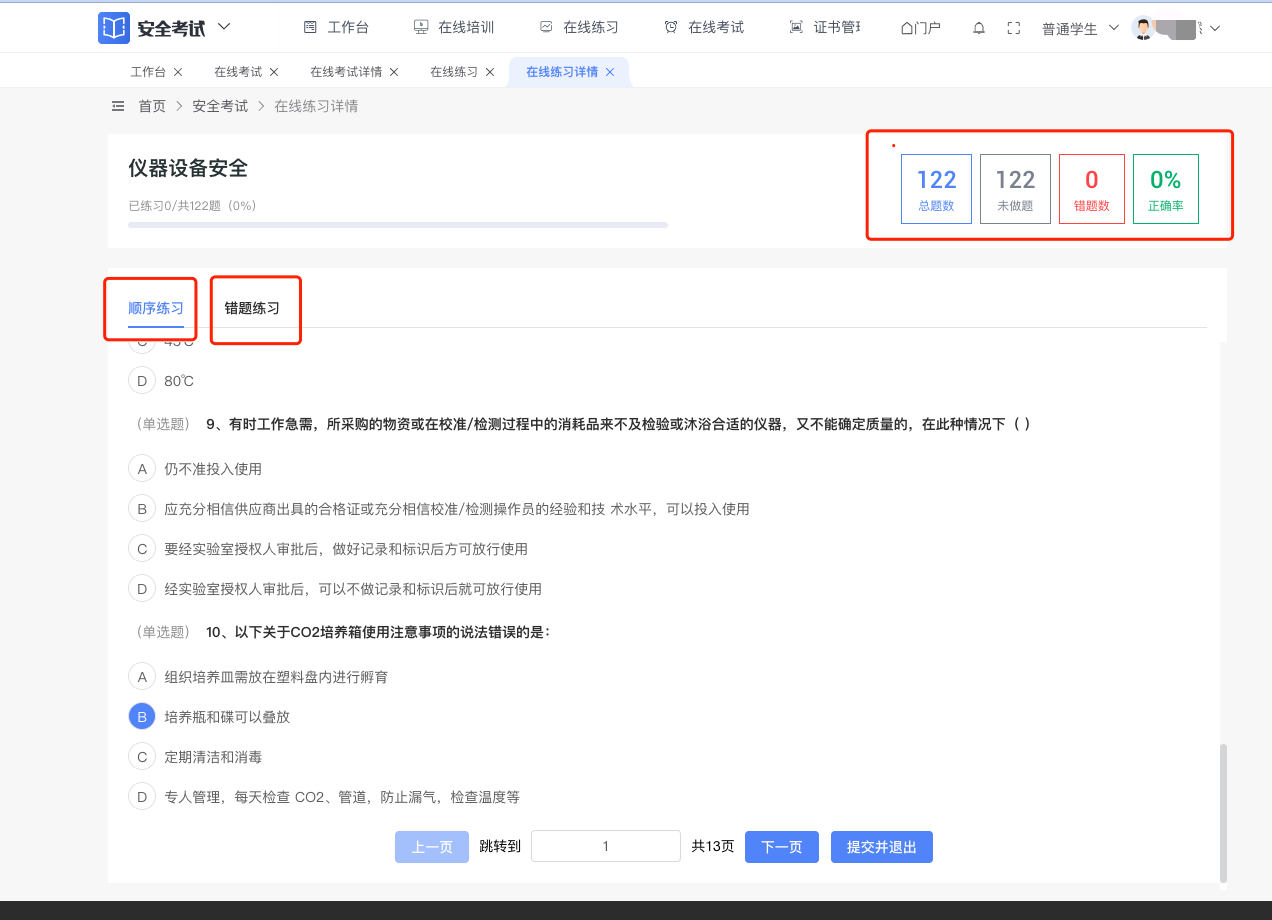 安全考试 工作台 在线培训 在线练习 在线考试 证书管 门户 普通学生
工作台 在线考试 在线考试详情 在线练习 在线练习详情
首页 > 安全考试 > 在线练习详情
仪器设备安全
已练习0/共122题（0%）
122 122 0 0%
总题数 未做题 错题数 正确率
顺序练习 错题练习
D 80℃
（单选题） 9、有时工作急需，所采购的物资或在校准/检测过程中的消耗品来不及检验或沐浴合适的仪器，又不能确定质量的，在此种情况下（ ）
A 仍不准投入使用
B 应充分相信供应商出具的合格证或充分相信校准/检测操作员的经验和技 术水平，可以投入使用
C 要经实验室授权人审批后，做好记录和标识后方可放行使用
D 经实验室授权人审批后，可以不做记录和标识后就可放行使用
（单选题） 10、以下关于CO2培养箱使用注意事项的说法错误的是：
A 组织培养皿需放在塑料盘内进行孵育
B 培养瓶和碟可以叠放
C 定期清洁和消毒
D 专人管理，每天检查 CO2、管道，防止漏气，检查温度等
上一页 跳转到 1 共13页 下一页 提交并退出